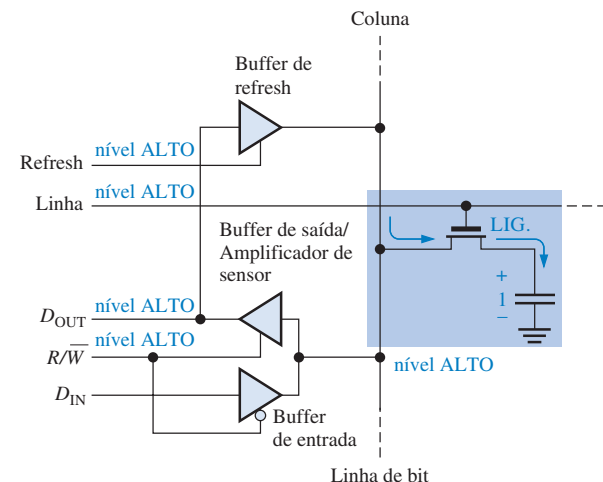 Coluna
Buffer de
refresh
nível ALTO
Refresh
nível ALTO
Linha
Buffer de saída/
Amplificador de
sensor
LIG.
+
1
−
nível ALTO
D_OUT
nível ALTO
R/W̅
nível ALTO
D_IN
Buffer
de entrada
Linha de bit